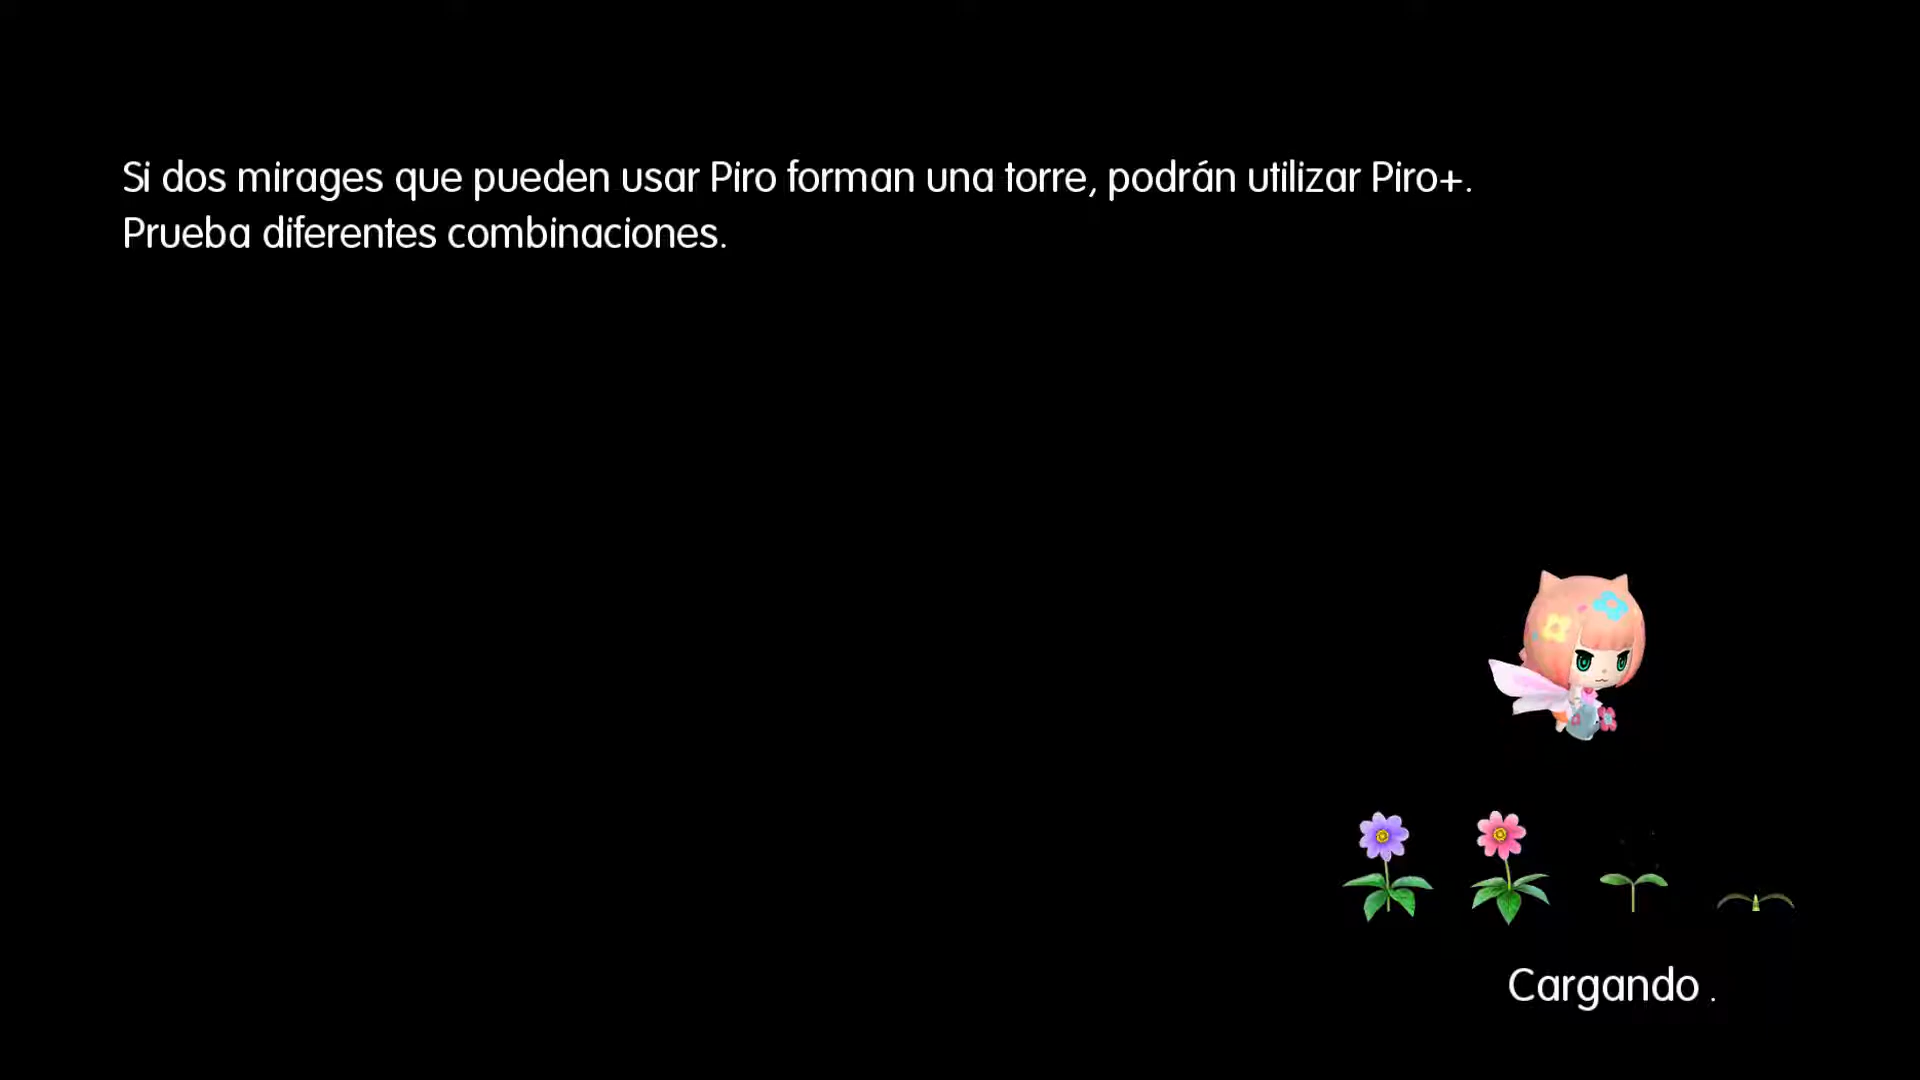 Si dos mirages que pueden usar Piro forman una torre, podrán utilizar Piro+.
Prueba diferentes combinaciones.
Cargando .